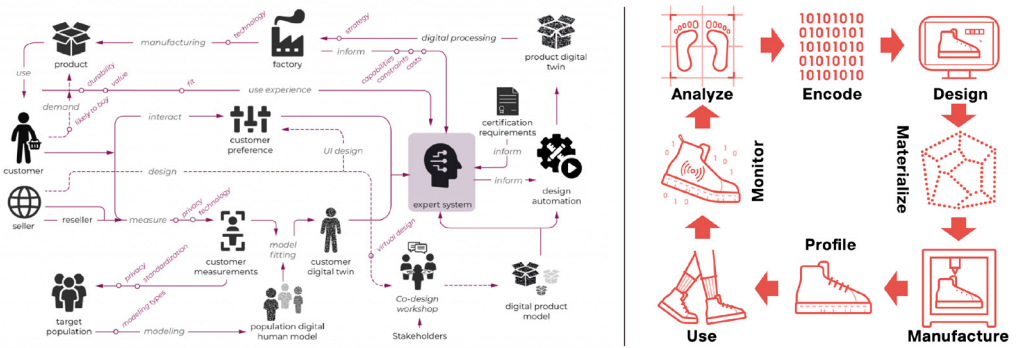 product
manufacturing
technology
factory
strategy
inform
digital processing
product digital
twin
use
durability
value
fit
capabilities
constraints
costs
use experience
demand
likely to buy
customer
interact
customer
preference
UI design
certification
requirements
inform
inform
expert system
design
automation
design
seller
reseller
measure
privacy
technology
customer
measurements
model
fitting
customer
digital twin
virtual design
Co-design
workshop
Stakeholders
digital product
model
privacy
standardization
target
population
modeling types
modeling
population digital
human model
Analyze
10101010
01010101
10101010
01010101
10101010
Encode
Design
Materialize
Manufacture
Profile
Use
Monitor